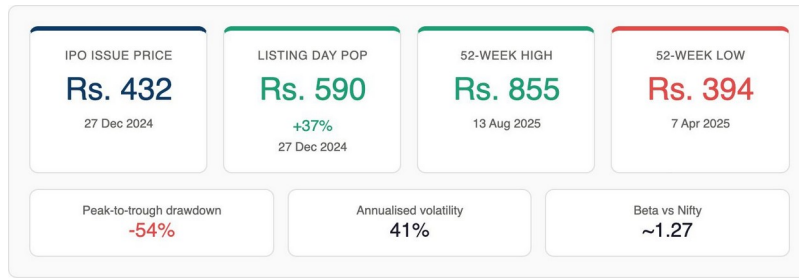 IPO ISSUE PRICE
Rs. 432
27 Dec 2024
LISTING DAY POP
Rs. 590
+37%
27 Dec 2024
52-WEEK HIGH
Rs. 855
13 Aug 2025
52-WEEK LOW
Rs. 394
7 Apr 2025
Peak-to-trough drawdown
-54%
Annualised volatility
41%
Beta vs Nifty
~1.27